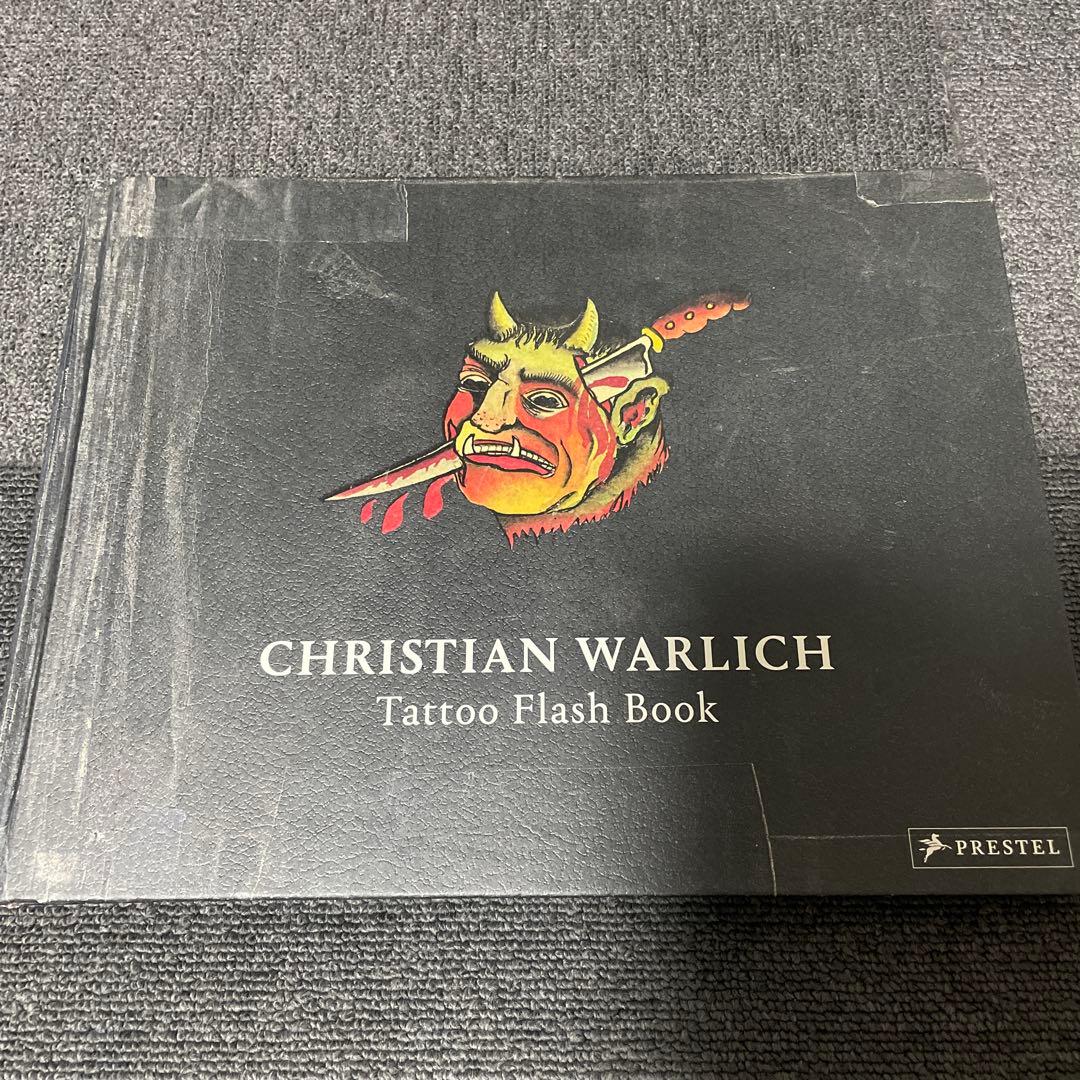 CHRISTIAN WARLICH
Tattoo Flash Book
PRESTEL